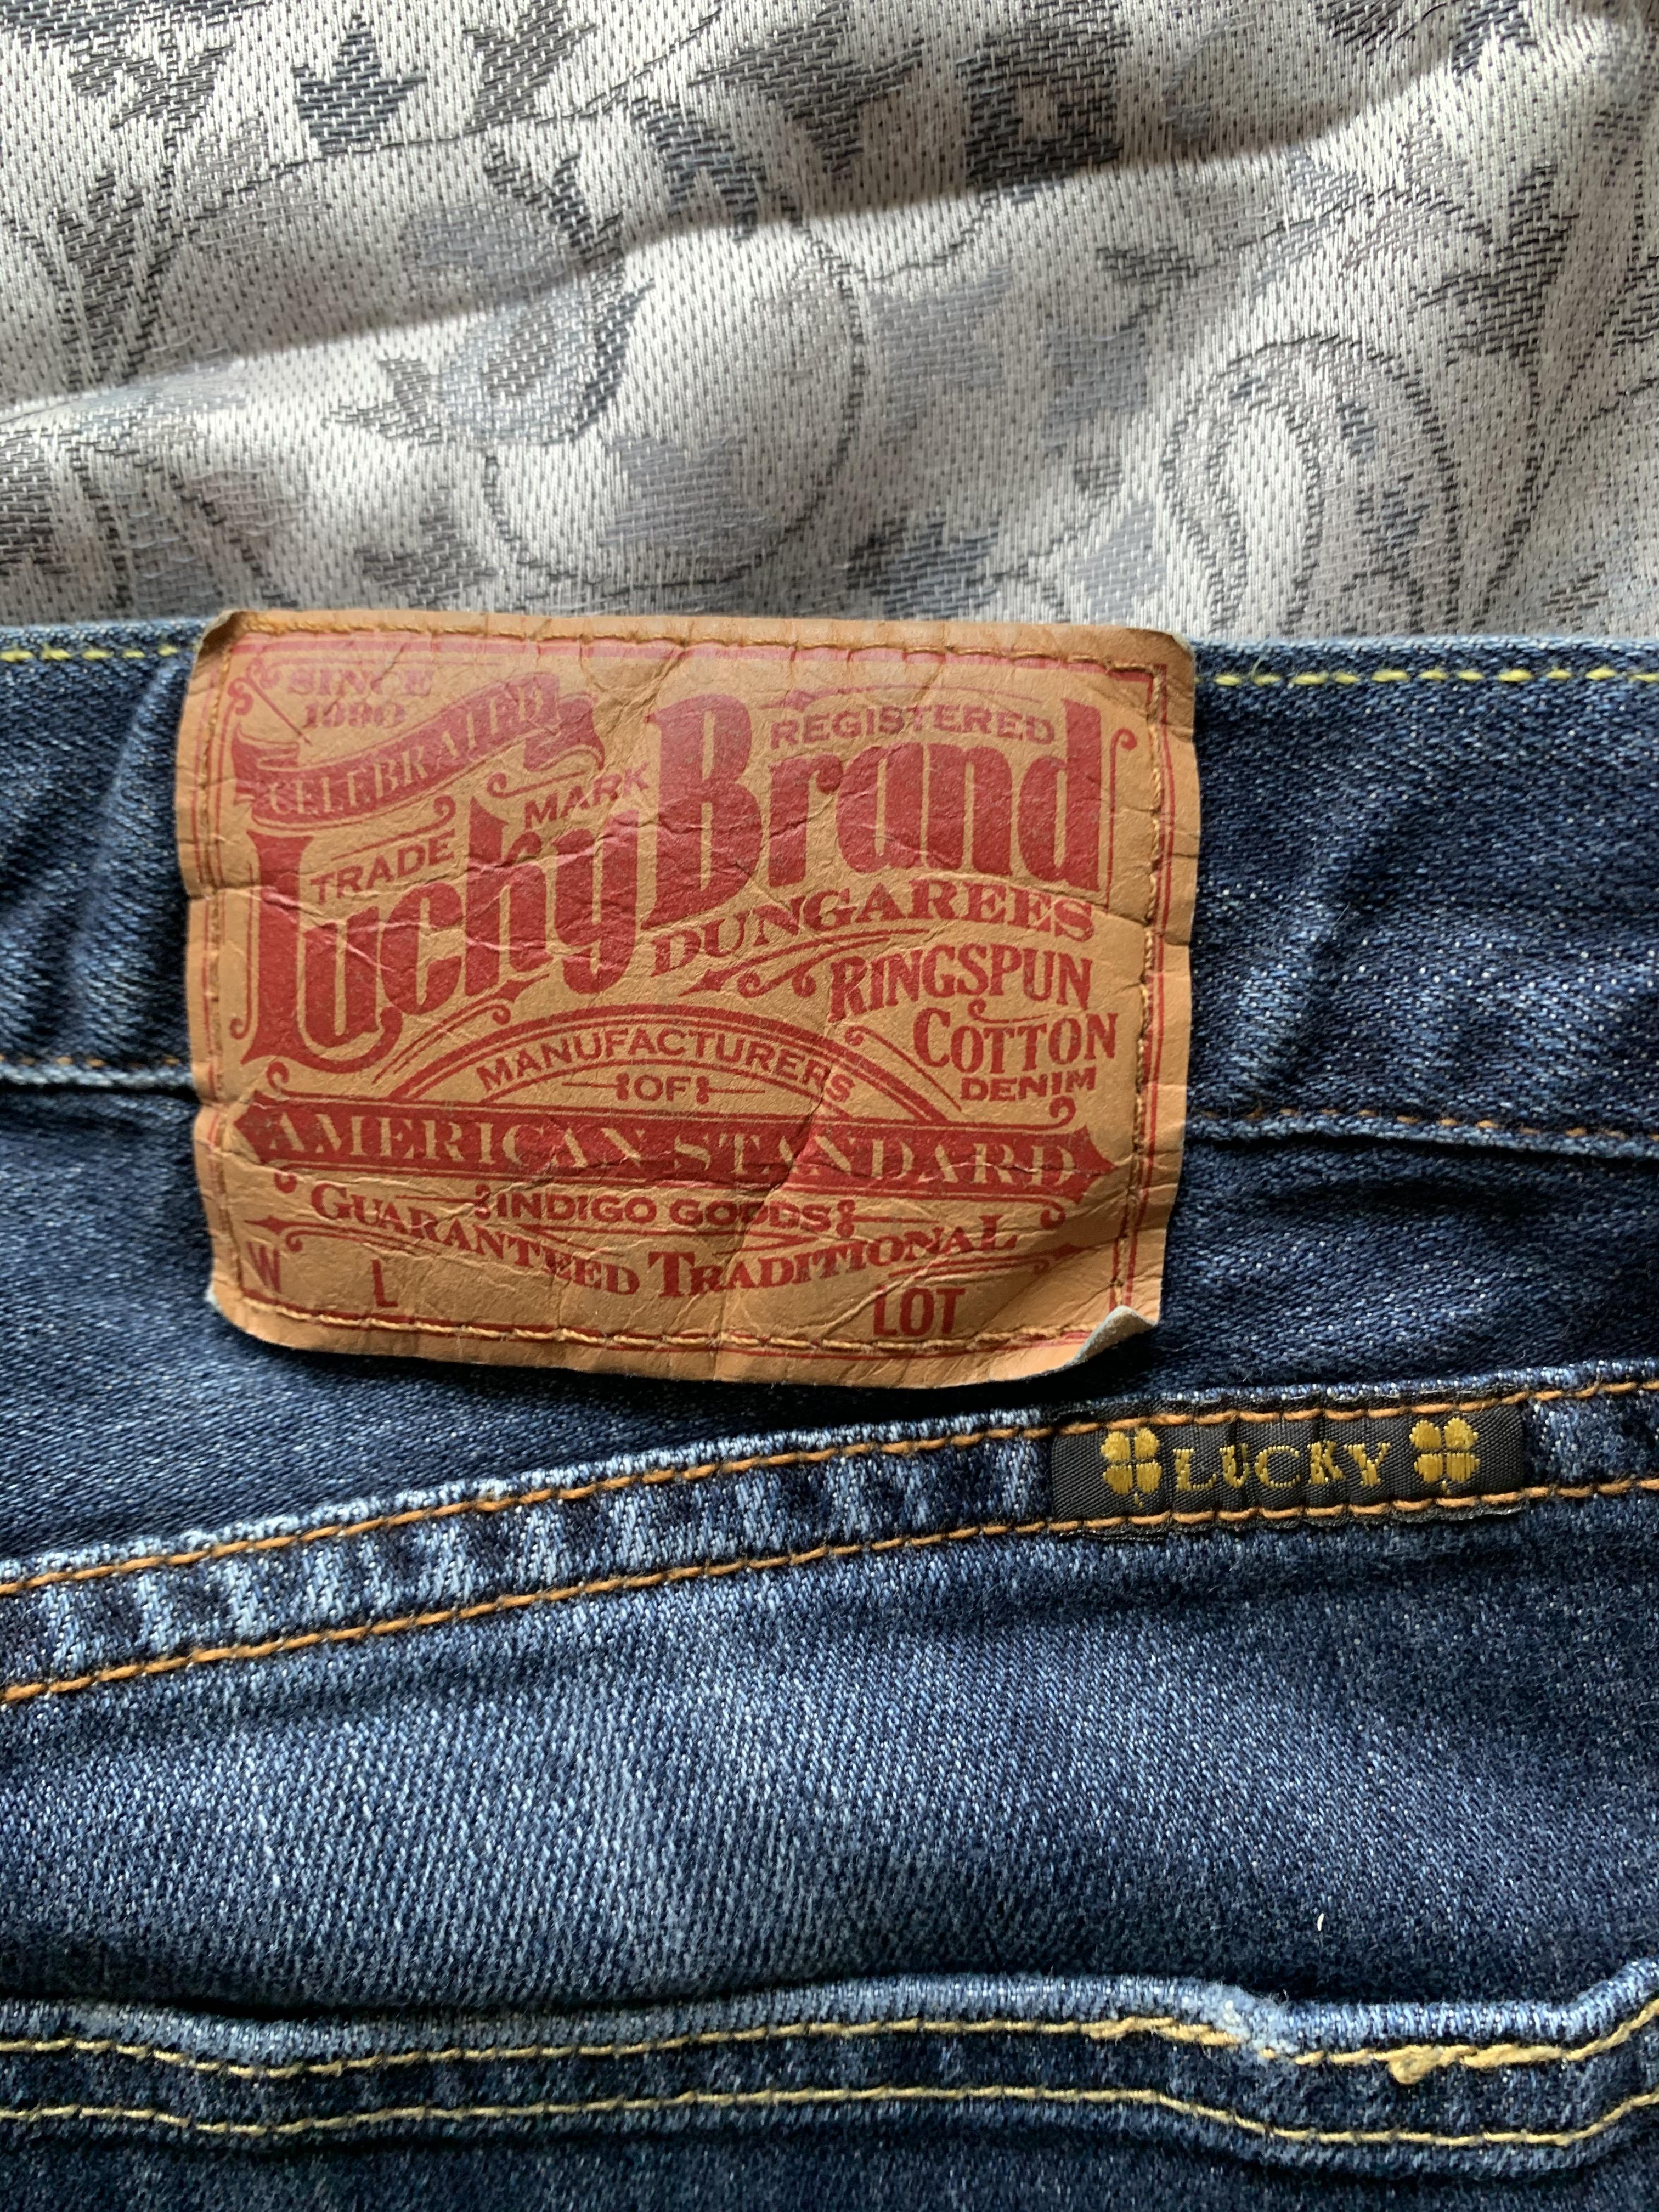 SINCE
1990
CELEBRATED
REGISTERED
TRADE MARK
Lucky Brand
DUNGAREES
RINGSPUN
COTTON
DENIM
MANUFACTURERS
OF
AMERICAN STANDARD
INDIGO GOODS
GUARANTEED TRADITIONAL
W L LOT
LUCKY